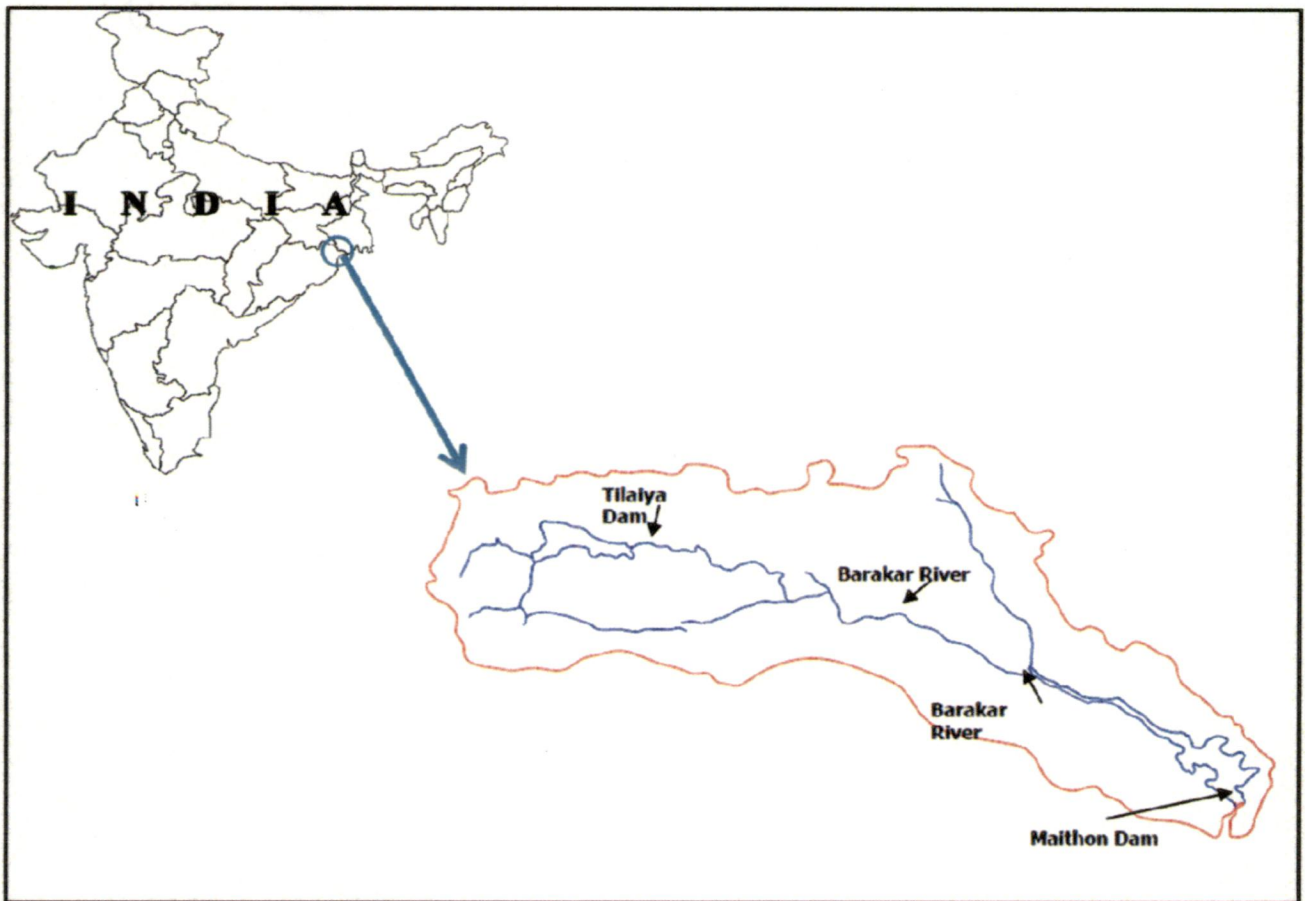 I N D I A
Tilaiya
Dam
Barakar River
Barakar
River
Maithon Dam